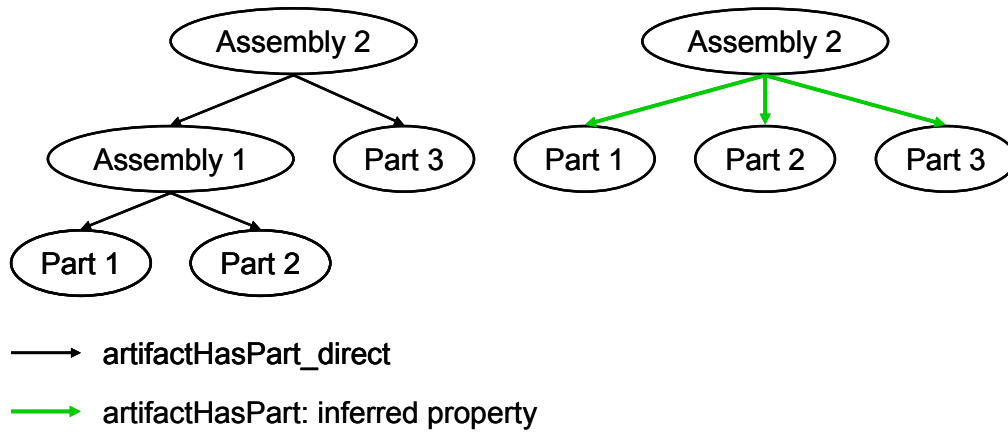 Assembly 2
Assembly 2
Assembly 1
Part 3
Part 1
Part 2
Part 3
Part 1
Part 2
artifactHasPart_direct
artifactHasPart: inferred property